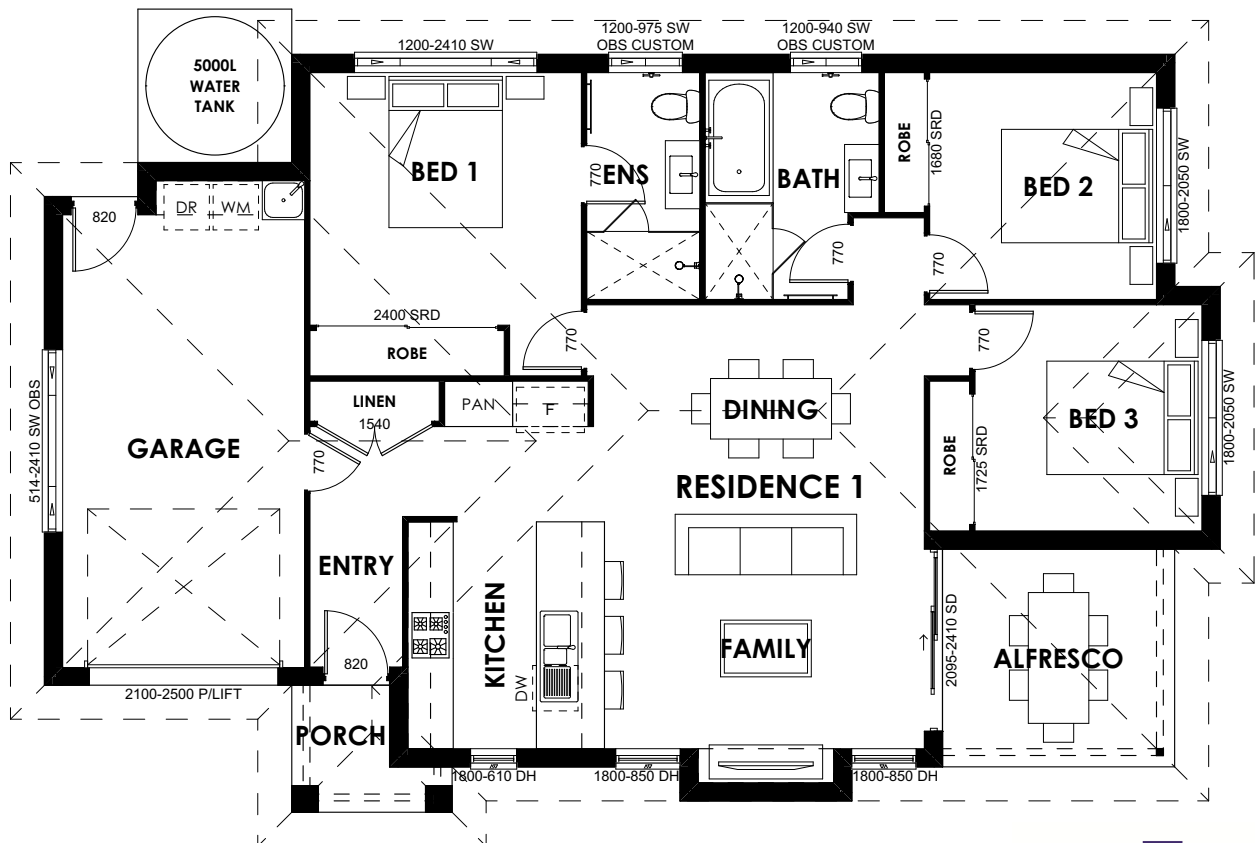 1200-2410 SW
1200-975 SW
OBS CUSTOM
1200-940 SW
OBS CUSTOM
5000L
WATER
TANK
BED 1
770
ENS
BATH
ROBE
1680 SRD
BED 2
1800-2050 SW
820
DR
WM
770
770
2400 SRD
ROBE
770
770
LINEN
1540
PAN
F
DINING
BED 3
1800-2050 SW
514-2410 SW OBS
GARAGE
770
ROBE
1725 SRD
RESIDENCE 1
ENTRY
KITCHEN
FAMILY
2095-2410 SD
ALFRESCO
820
DW
2100-2500 P/LIFT
PORCH
1800-610 DH
1800-850 DH
1800-850 DH